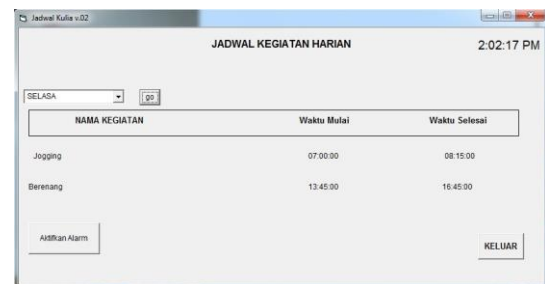 Jadwal Kulia v.02
JADWAL KEGIATAN HARIAN 2:02:17 PM
SELASA go
NAMA KEGIATAN Waktu Mulai Waktu Selesai
Jogging 07:00:00 08:15:00
Berenang 13:45:00 16:45:00
Aktifkan Alarm
KELUAR